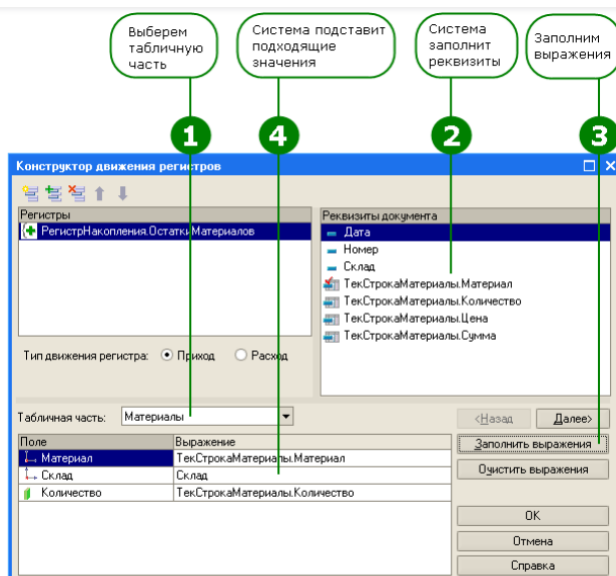 Выберем
табличную
часть
Система подставит
подходящие
значения
Система
заполнит
реквизиты
Заполним
выражения
1
4
2
3
Конструктор движения регистров
Регистры
РегистрНакопления.ОстаткиМатериалов
Реквизиты документа
Дата
Номер
Склад
ТекСтрокаМатериалы.Материал
ТекСтрокаМатериалы.Количество
ТекСтрокаМатериалы.Цена
ТекСтрокаМатериалы.Сумма
Тип движения регистра: Приход Расход
Табличная часть: Материалы
<Назад Далее>
Поле Выражение
Материал ТекСтрокаМатериалы.Материал
Склад Склад
Количество ТекСтрокаМатериалы.Количество
Заполнить выражения
Очистить выражения
OK
Отмена
Справка